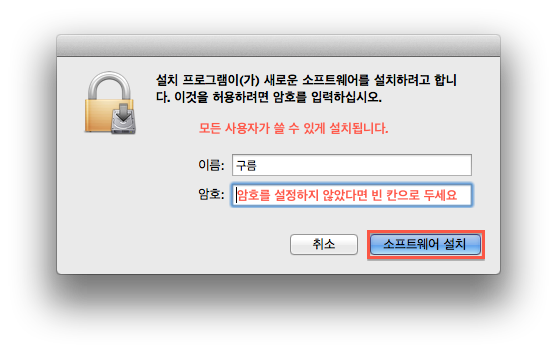 설치 프로그램이(가) 새로운 소프트웨어를 설치하려고 합니
다. 이것을 허용하려면 암호를 입력하십시오.
모든 사용자가 쓸 수 있게 설치됩니다.
이름: 구름
암호: 암호를 설정하지 않았다면 빈 칸으로 두세요
취소 소프트웨어 설치